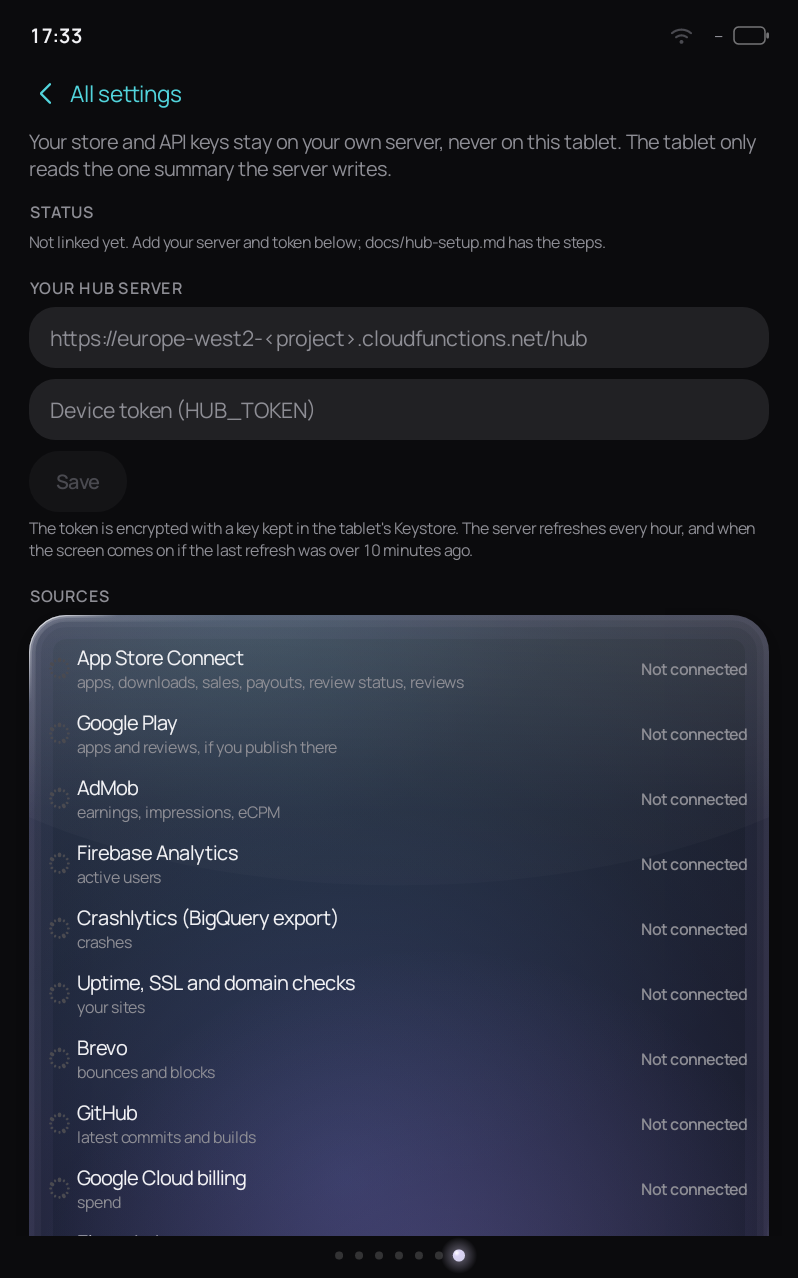 17:33
–
All settings
Your store and API keys stay on your own server, never on this tablet. The tablet only
reads the one summary the server writes.
STATUS
Not linked yet. Add your server and token below; docs/hub-setup.md has the steps.
YOUR HUB SERVER
https://europe-west2-<project>.cloudfunctions.net/hub
Device token (HUB_TOKEN)
Save
The token is encrypted with a key kept in the tablet's Keystore. The server refreshes every hour, and when
the screen comes on if the last refresh was over 10 minutes ago.
SOURCES
App Store Connect
apps, downloads, sales, payouts, review status, reviews
Not connected
Google Play
apps and reviews, if you publish there
Not connected
AdMob
earnings, impressions, eCPM
Not connected
Firebase Analytics
active users
Not connected
Crashlytics (BigQuery export)
crashes
Not connected
Uptime, SSL and domain checks
your sites
Not connected
Brevo
bounces and blocks
Not connected
GitHub
latest commits and builds
Not connected
Google Cloud billing
spend
Not connected